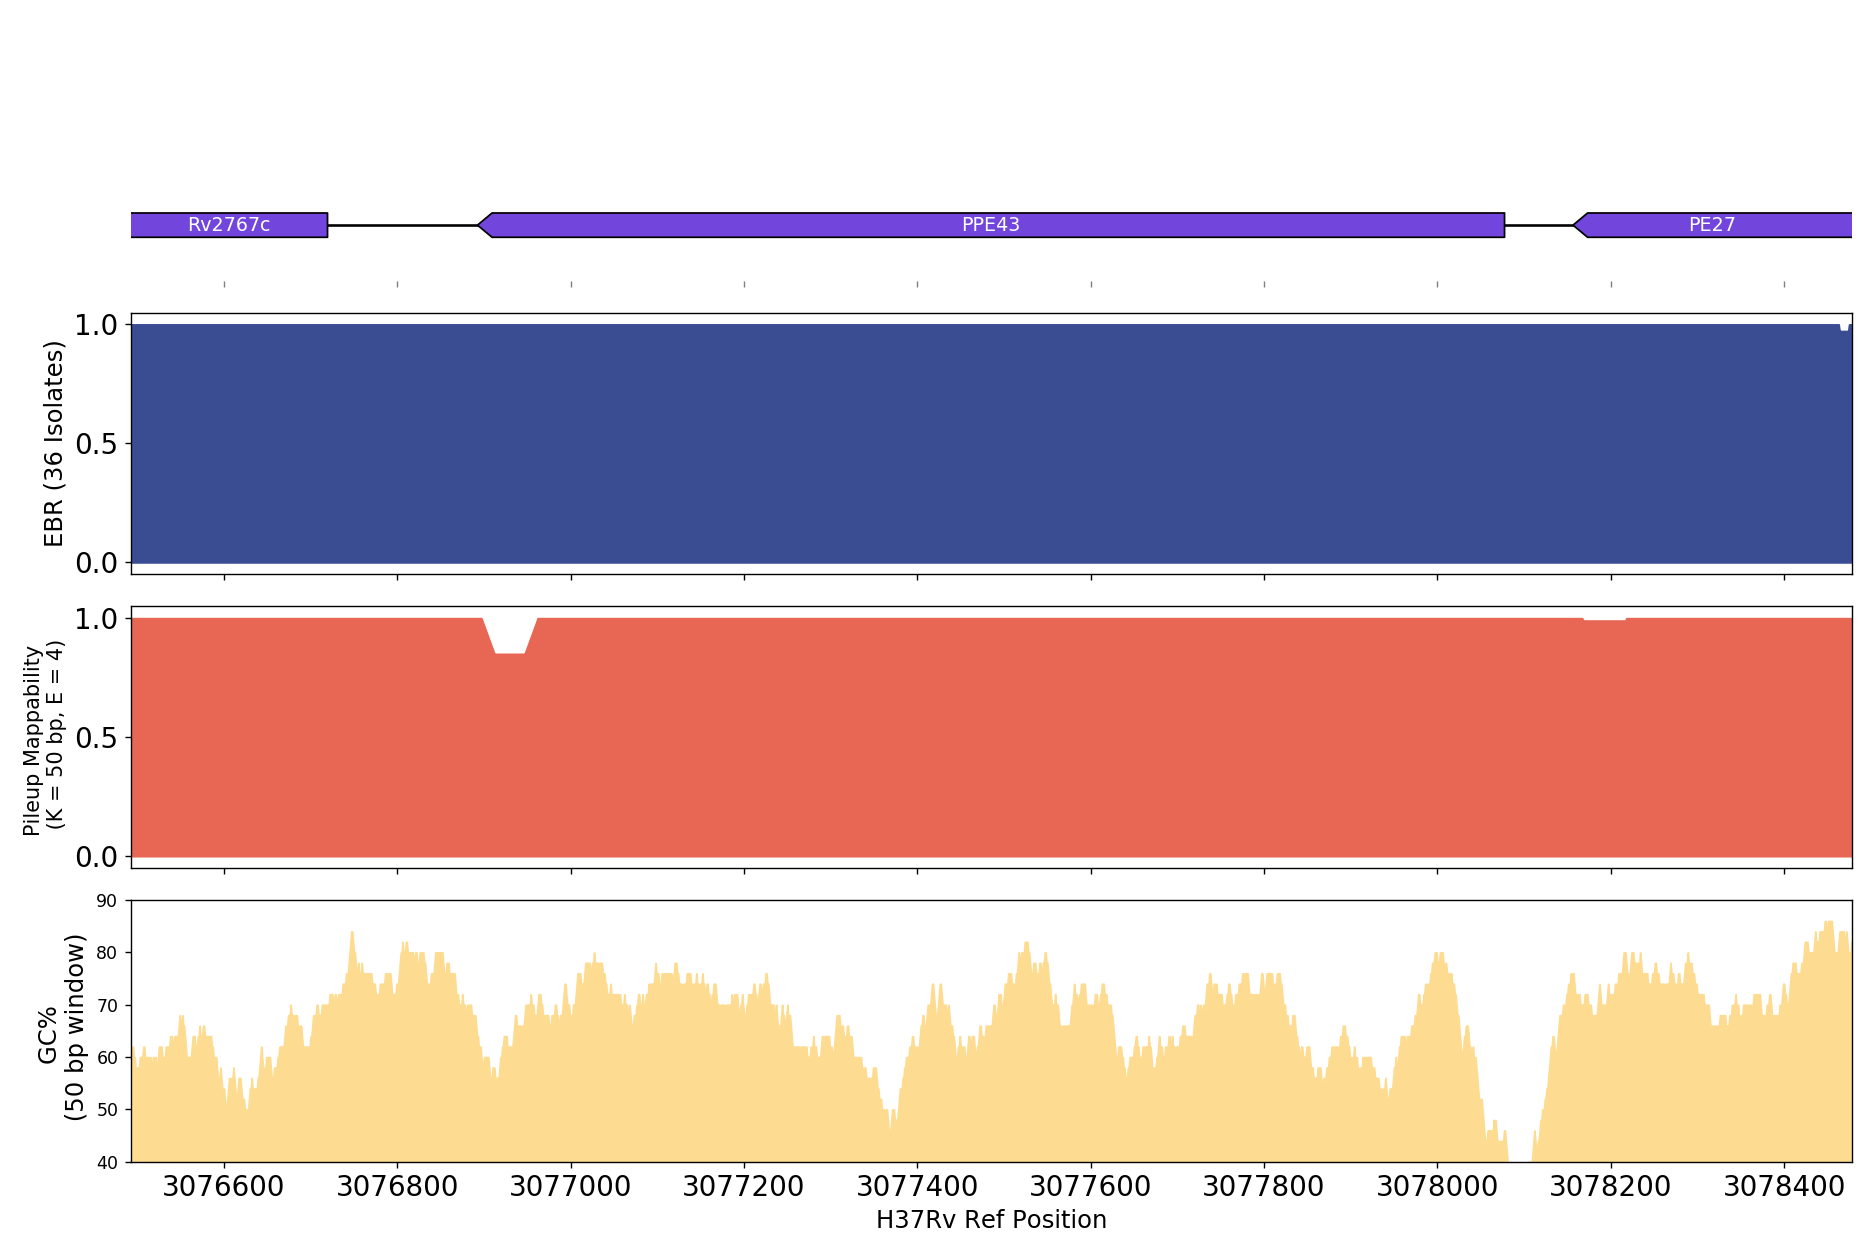 Rv2767c
PPE43
PE27
EBR (36 Isolates)
1.0
0.5
0.0
Pileup Mappability
(K = 50 bp, E = 4)
1.0
0.5
0.0
GC%
(50 bp window)
90
80
70
60
50
40
3076600 3076800 3077000 3077200 3077400 3077600 3077800 3078000 3078200 3078400
H37Rv Ref Position